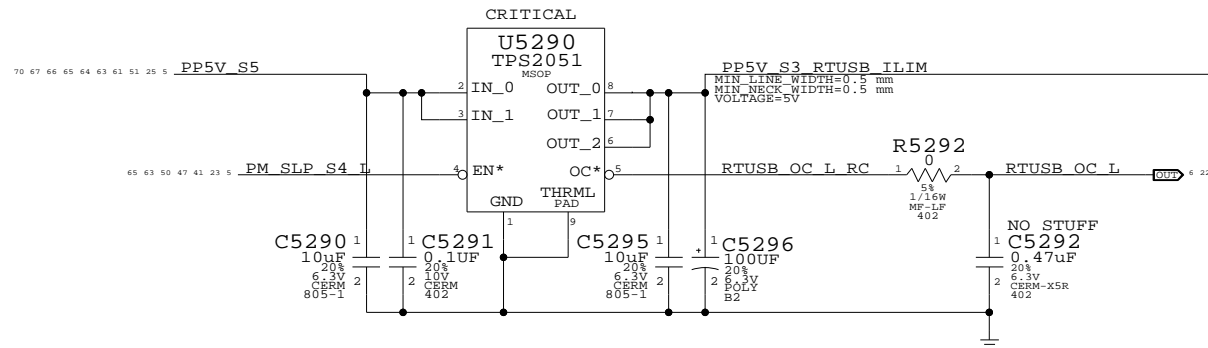 CRITICAL
U5290
TPS2051
MSOP
70 67 66 65 64 63 61 51 25 5
PP5V_S5
2 IN_0
3 IN_1
OUT_0 8
OUT_1 7
OUT_2 6
PP5V_S3_RTUSB_ILIM
MIN_LINE_WIDTH=0.5 mm
MIN_NECK_WIDTH=0.5 mm
VOLTAGE=5V
65 63 50 47 41 23 5
PM_SLP_S4_L
4 EN*
OC* 5
RTUSB_OC_L_RC
R5292
0
1 2
5%
1/16W
MF-LF
402
RTUSB_OC_L
OUT
6 22
GND
THRML
PAD
1
9
C5290
10uF
20%
6.3V
CERM
805-1
1
2
C5291
0.1UF
20%
10V
CERM
402
1
2
C5295
10uF
20%
6.3V
CERM
805-1
1
2
C5296
100UF
20%
6.3V
POLY
B2
+
1
2
NO STUFF
C5292
0.47uF
20%
6.3V
CERM-X5R
402
1
2